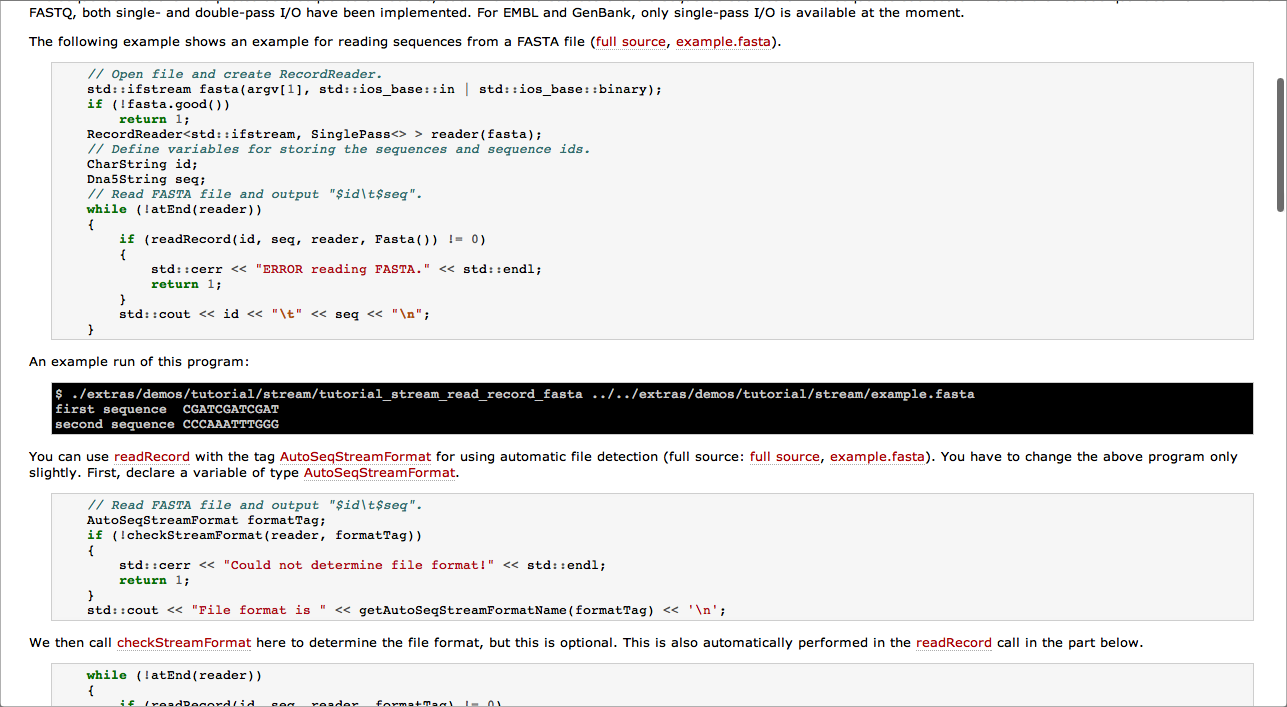 FASTQ, both single- and double-pass I/O have been implemented. For EMBL and GenBank, only single-pass I/O is available at the moment.
The following example shows an example for reading sequences from a FASTA file (full source, example.fasta).
// Open file and create RecordReader.
std::ifstream fasta(argv[1], std::ios_base::in | std::ios_base::binary);
if (!fasta.good())
return 1;
RecordReader<std::ifstream, SinglePass<> > reader(fasta);
// Define variables for storing the sequences and sequence ids.
CharString id;
Dna5String seq;
// Read FASTA file and output "$id\t$seq".
while (!atEnd(reader))
{
if (readRecord(id, seq, reader, Fasta()) != 0)
{
std::cerr << "ERROR reading FASTA." << std::endl;
return 1;
}
std::cout << id << "\t" << seq << "\n";
}
An example run of this program:
$ ./extras/demos/tutorial/stream/tutorial_stream_read_record_fasta ../../extras/demos/tutorial/stream/example.fasta
first sequence  CGATCGATCGAT
second sequence CCCAAATTTGGG
You can use readRecord with the tag AutoSeqStreamFormat for using automatic file detection (full source: full source, example.fasta). You have to change the above program only
slightly. First, declare a variable of type AutoSeqStreamFormat.
// Read FASTA file and output "$id\t$seq".
AutoSeqStreamFormat formatTag;
if (!checkStreamFormat(reader, formatTag))
{
std::cerr << "Could not determine file format!" << std::endl;
return 1;
}
std::cout << "File format is " << getAutoSeqStreamFormatName(formatTag) << '\n';
We then call checkStreamFormat here to determine the file format, but this is optional. This is also automatically performed in the readRecord call in the part below.
while (!atEnd(reader))
{
if (readRecord(id, seq, reader, formatTag) != 0)